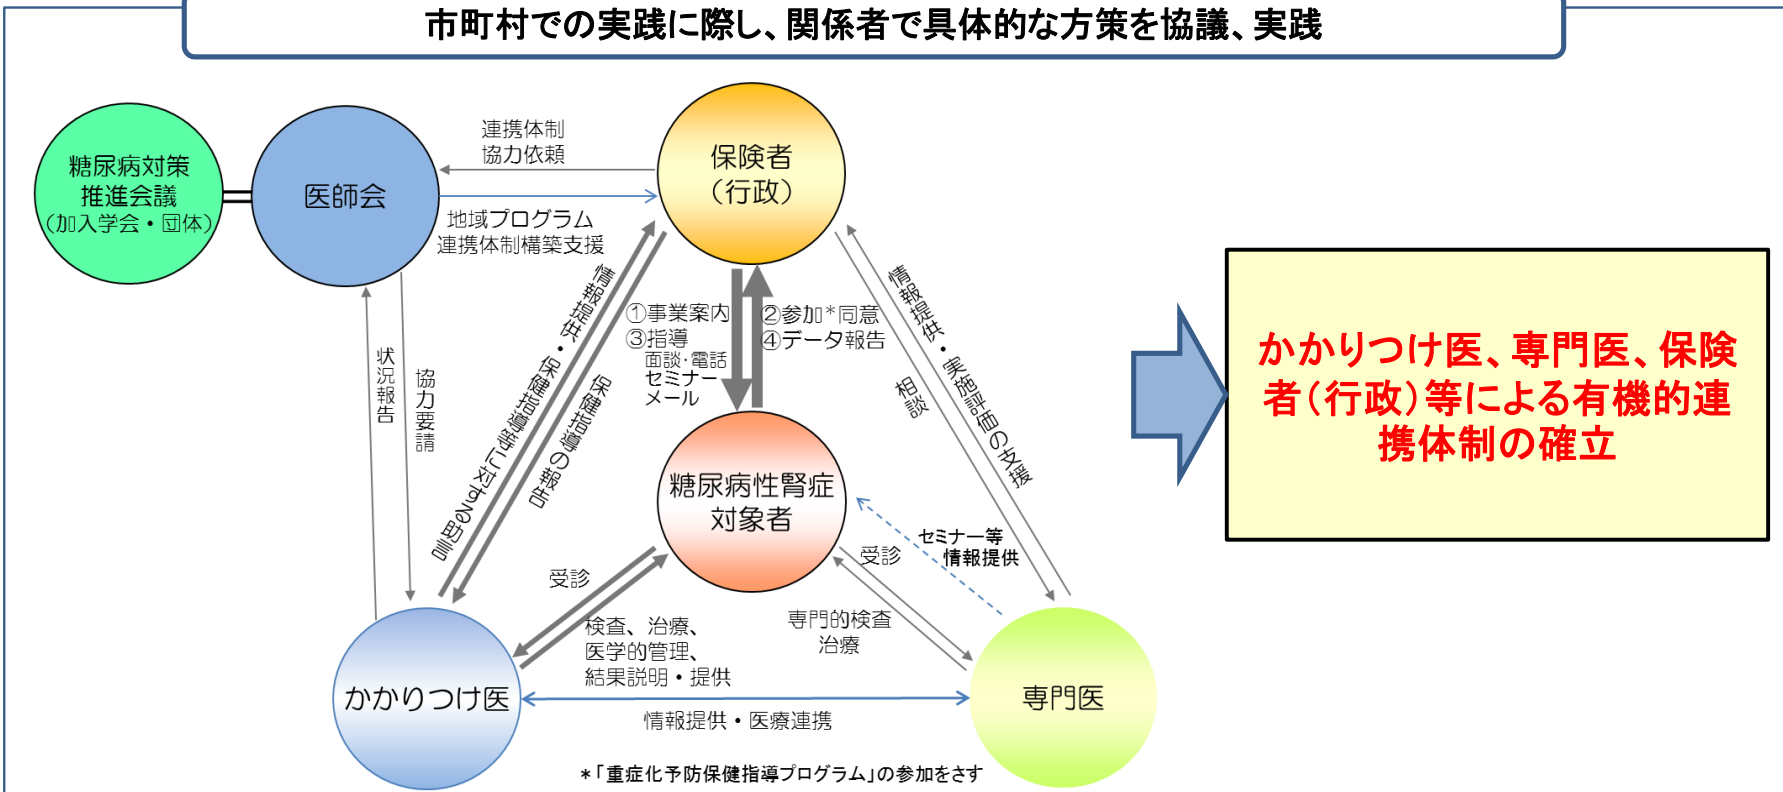 市町村での実践に際し、関係者で具体的な方策を協議、実践
糖尿病対策
推進会議
(加入学会・団体)
医師会
連携体制
協力依頼
地域プログラム
連携体制構築支援
保険者
(行政)
情報提供・保健指導等に対する助言
保健指導の報告
①事業案内
③指導
面談・電話
セミナー
メール
②参加*同意
④データ報告
情報提供・実施評価の支援
相談
状況報告
協力要請
糖尿病性腎症
対象者
セミナー等
情報提供
受診
受診
検査、治療、
医学的管理、
結果説明・提供
専門的検査
治療
かかりつけ医
情報提供・医療連携
専門医
*「重症化予防保健指導プログラム」の参加をさす
かかりつけ医、専門医、保険
者(行政)等による有機的連
携体制の確立